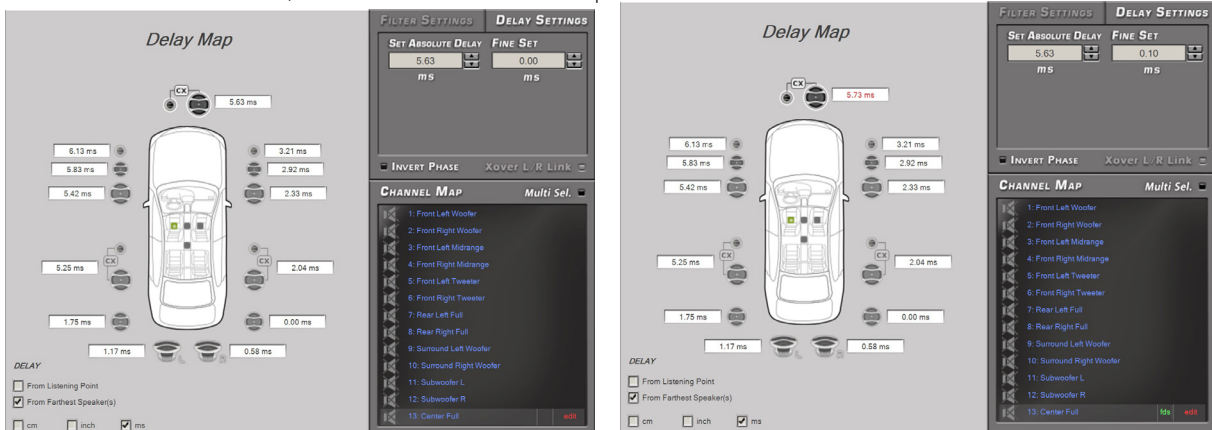 Delay Map
FILTER SETTINGS DELAY SETTINGS
SET ABSOLUTE DELAY FINE SET
5.63 0.00
ms ms
CX
5.63 ms
6.13 ms 3.21 ms
5.83 ms 2.92 ms
5.42 ms 2.33 ms
CX CX
5.25 ms 2.04 ms
1.75 ms 0.00 ms
1.17 ms L R 0.58 ms
DELAY
From Listening Point
From Farthest Speaker(s)
cm inch ms
INVERT PHASE Xover L/R Link
CHANNEL MAP Multi Sel.
1: Front Left Woofer
2: Front Right Woofer
3: Front Left Midrange
4: Front Right Midrange
5: Front Left Tweeter
6: Front Right Tweeter
7: Rear Left Full
8: Rear Right Full
9: Surround Left Woofer
10: Surround Right Woofer
11: Subwoofer L
12: Subwoofer R
13: Center Full edit
Delay Map
FILTER SETTINGS DELAY SETTINGS
SET ABSOLUTE DELAY FINE SET
5.63 0.10
ms ms
CX
5.73 ms
6.13 ms 3.21 ms
5.83 ms 2.92 ms
5.42 ms 2.33 ms
CX CX
5.25 ms 2.04 ms
1.75 ms 0.00 ms
1.17 ms L R 0.58 ms
DELAY
From Listening Point
From Farthest Speaker(s)
cm inch ms
INVERT PHASE Xover L/R Link
CHANNEL MAP Multi Sel.
1: Front Left Woofer
2: Front Right Woofer
3: Front Left Midrange
4: Front Right Midrange
5: Front Left Tweeter
6: Front Right Tweeter
7: Rear Left Full
8: Rear Right Full
9: Surround Left Woofer
10: Surround Right Woofer
11: Subwoofer L
12: Subwoofer R
13: Center Full fds edit